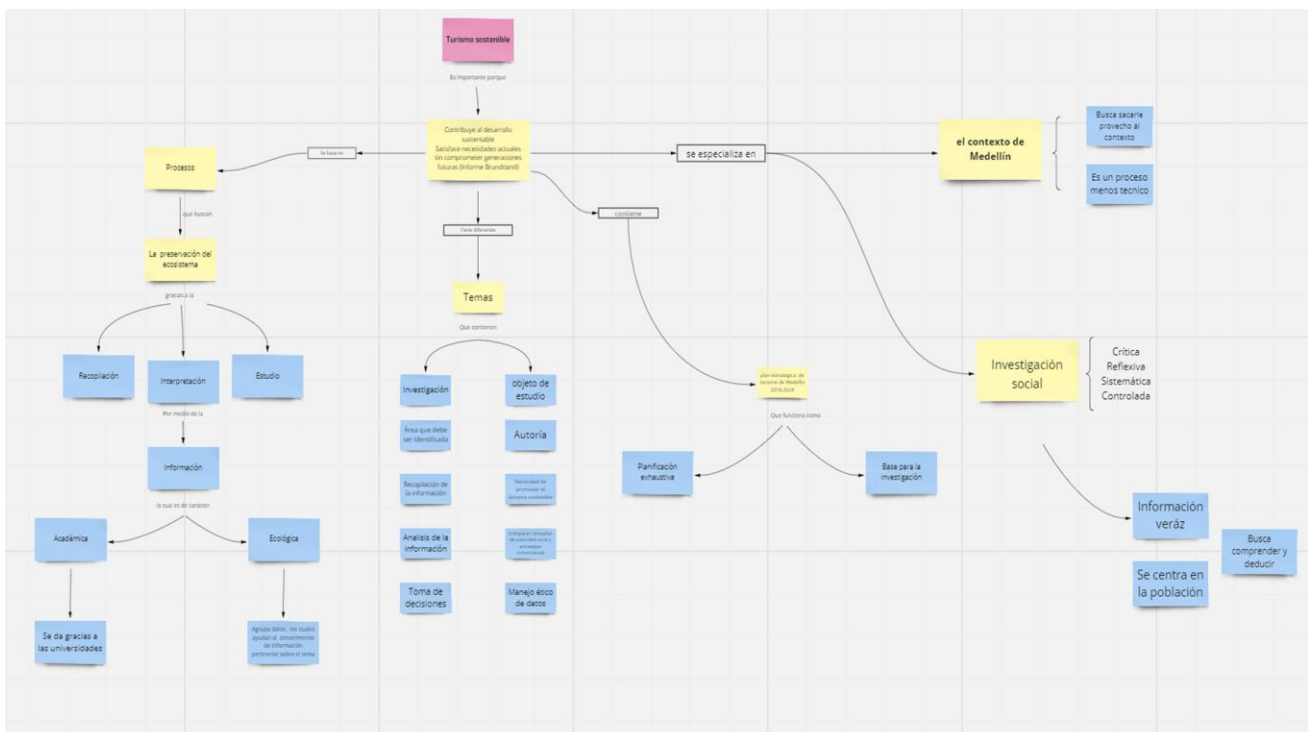 Turismo sostenible
Es importante porque
Contribuye al desarrollo
sustentable
Satisface necesidades actuales
sin comprometer generaciones
futuras (Informe Brundtland)
Se basa en
Procesos
que buscan
La preservación del
ecosistema
gracias a la
Recopilación
Interpretación
Estudio
Por medio de la
Información
la cual es de carácter
Académica
Ecológica
Se da gracias a
las universidades
Agrupa datos, los cuales
ayudan al conocimiento
de información
pertinente sobre el tema
Tiene diferentes
Temas
Que contienen
Investigación
Área que debe
ser identificada
Recopilación de
la información
Analisis de la
información
Toma de
decisiones
objeto de
estudio
Autoría
Necesidad de
promover el
turismo sostenible
Manejo ético
de datos
contiene
plan estrategico de
turismo de Medellín
2018-2024
Que funciona como
Planificación
exhaustiva
Base para la
investigación
se especializa en
el contexto de
Medellín
Busca sacarle
provecho al
contexto
Es un proceso
menos tecnico
Investigación
social
Crítica
Reflexiva
Sistemática
Controlada
Información
veráz
Se centra en
la población
Busca
comprender y
deducir